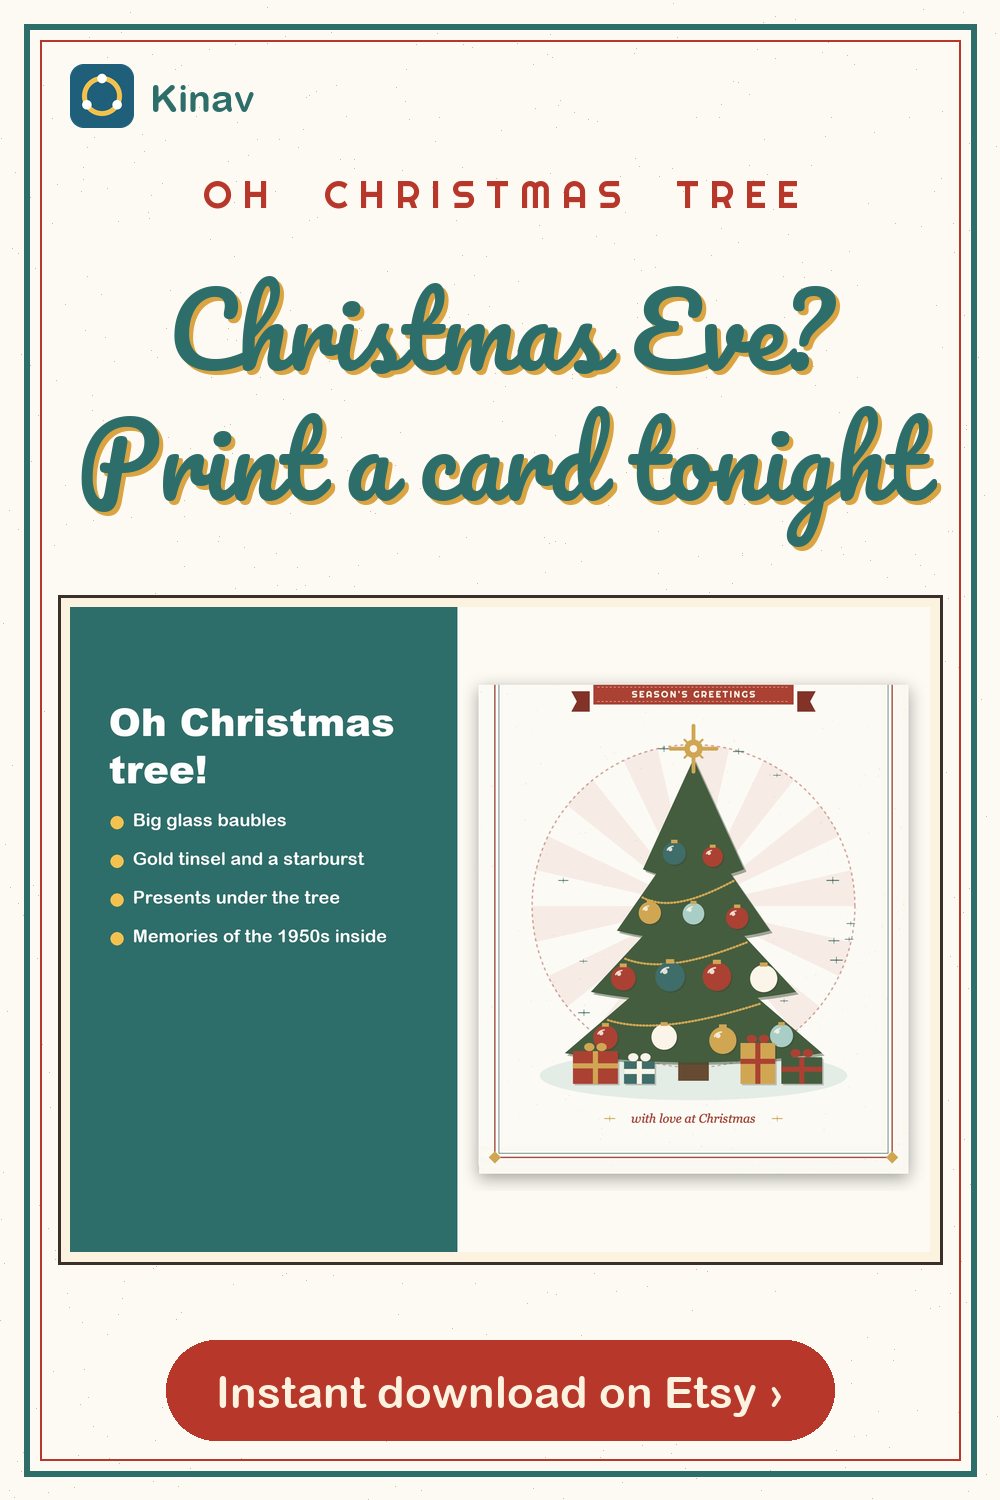 Kinav
OH CHRISTMAS TREE
Christmas Eve?
Print a card tonight
Oh Christmas
tree!
Big glass baubles
Gold tinsel and a starburst
Presents under the tree
Memories of the 1950s inside
SEASON'S GREETINGS
with love at Christmas
Instant download on Etsy ›